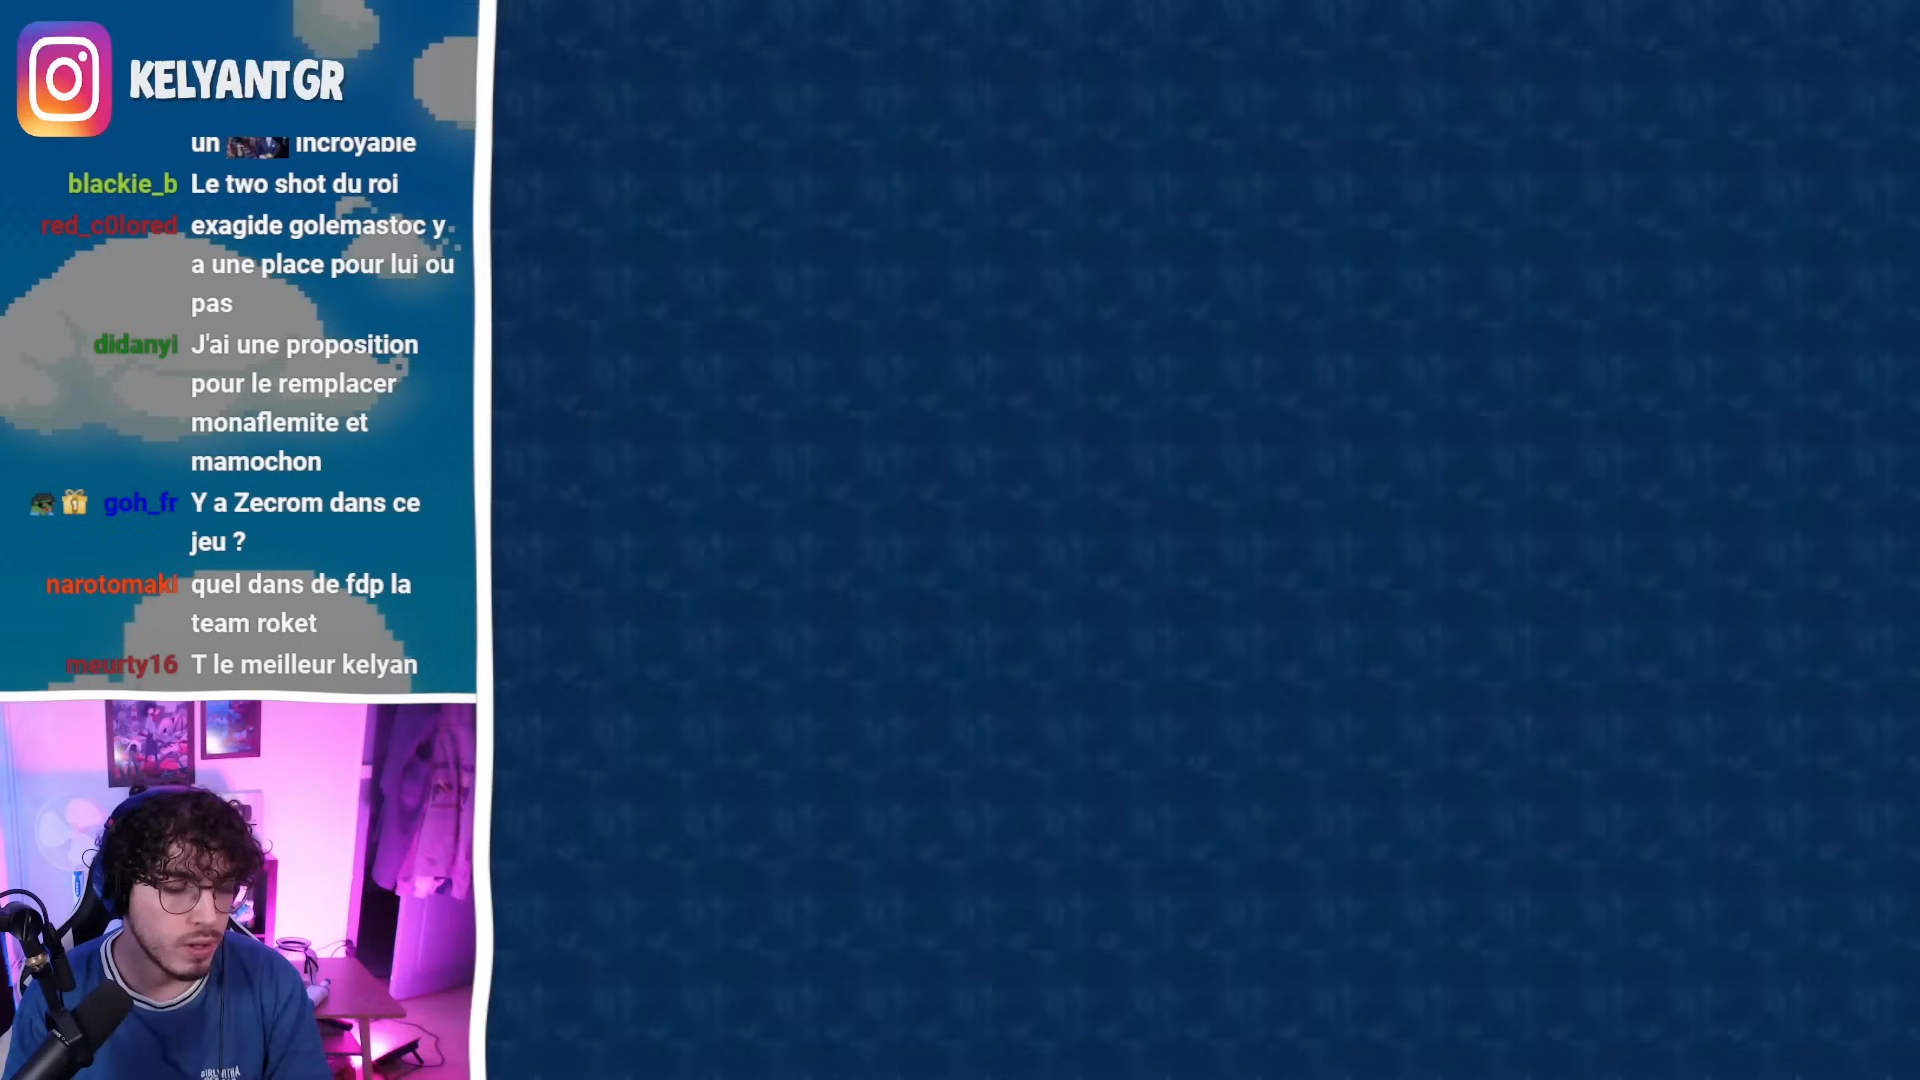 KELYANTGR
un incroyable
blackie_b Le two shot du roi
red_c0lored exagide golemastoc y
a une place pour lui ou
pas
didanyi J'ai une proposition
pour le remplacer
monaflemite et
mamochon
goh_fr Y a Zecrom dans ce
jeu ?
narotomaki quel dans de fdp la
team roket
meurty16 T le meilleur kelyan